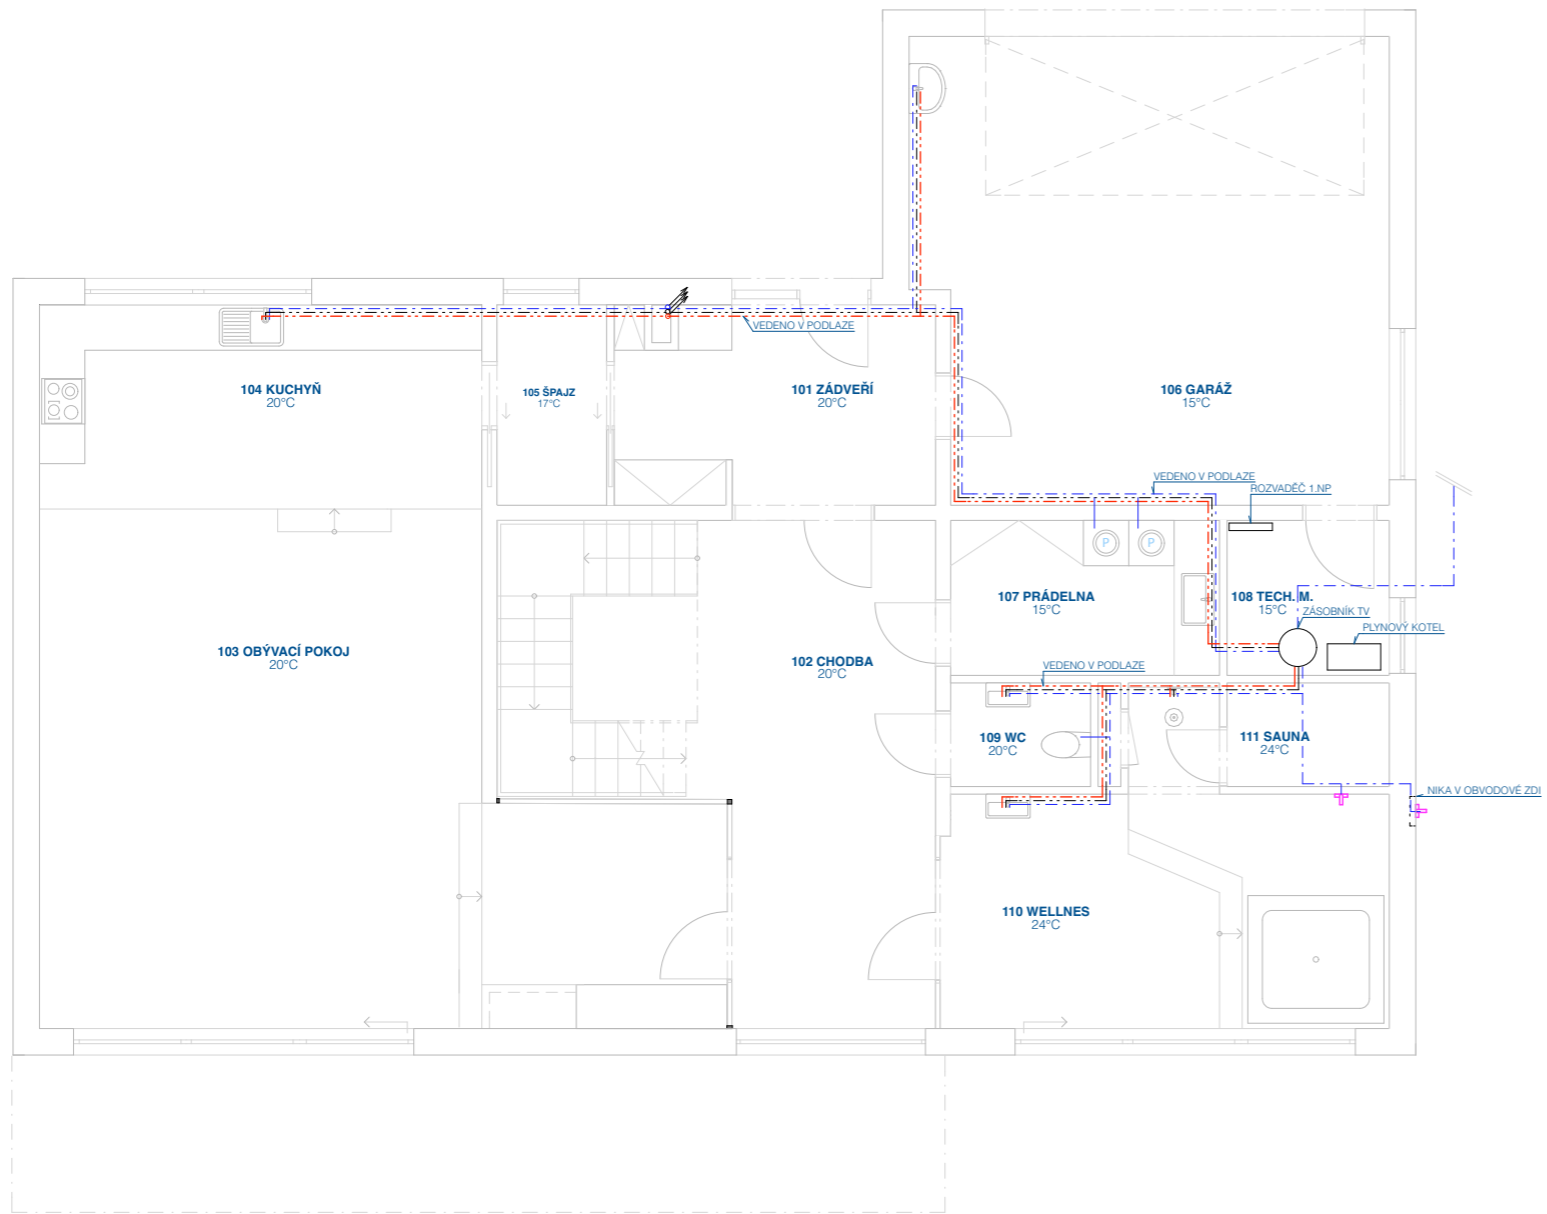 VEDENO V PODLAZE
104 KUCHYŇ
20°C
105 ŠPAJZ
17°C
101 ZÁDVEŘÍ
20°C
106 GARÁŽ
15°C
VEDENO V PODLAZE
ROZVADĚČ 1.NP
P
P
107 PRÁDELNA
15°C
108 TECH. M.
15°C
ZÁSOBNÍK TV
PLYNOVÝ KOTEL
103 OBÝVACÍ POKOJ
20°C
102 CHODBA
20°C
VEDENO V PODLAZE
109 WC
20°C
111 SAUNA
24°C
NIKA V OBVODOVÉ ZDI
110 WELLNES
24°C